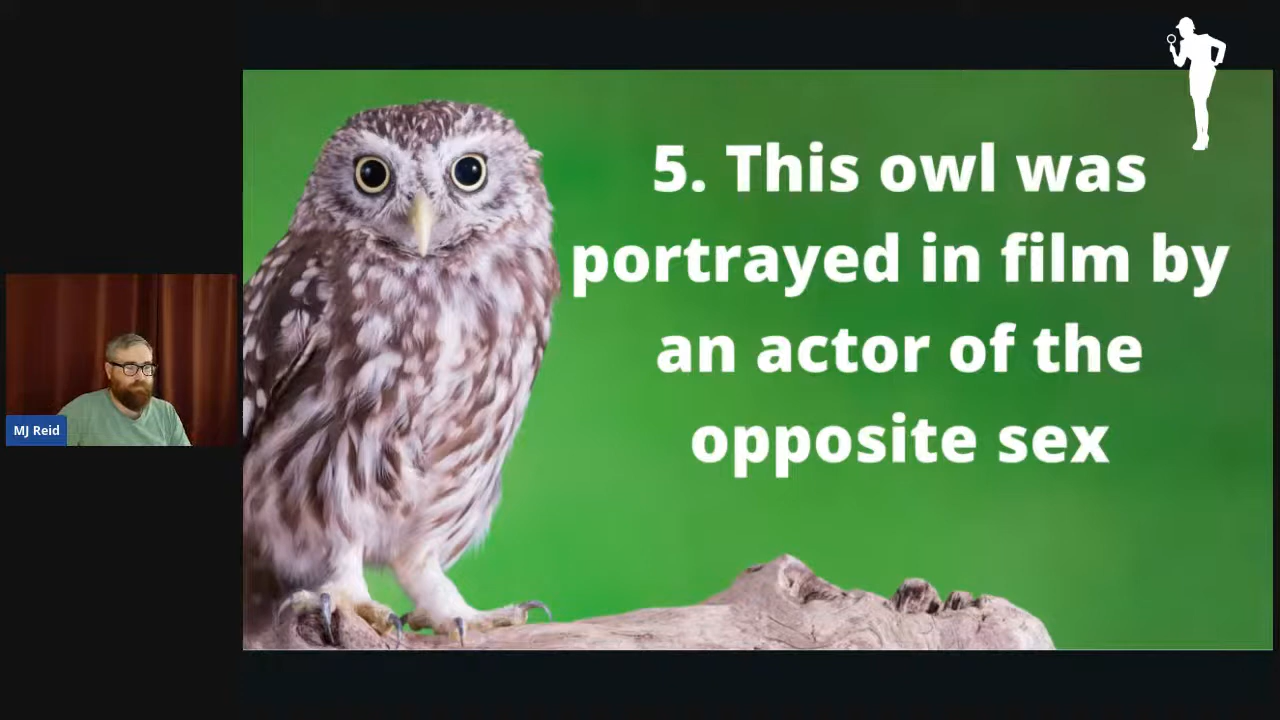 5. This owl was
portrayed in film by
an actor of the
opposite sex
MJ Reid